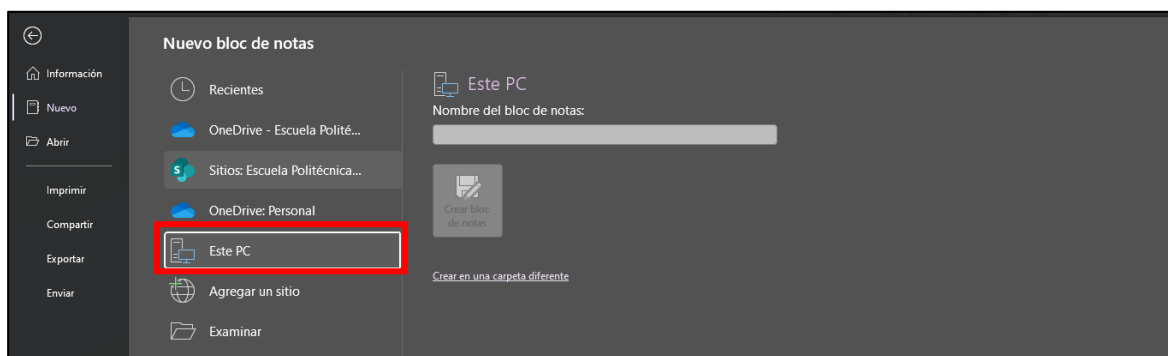 Nuevo bloc de notas
Información
Nuevo
Abrir
Imprimir
Compartir
Exportar
Enviar
Recientes
OneDrive - Escuela Polité...
Sitios: Escuela Politécnica...
OneDrive: Personal
Este PC
Agregar un sitio
Examinar
Este PC
Nombre del bloc de notas:
Crear bloc
de notas
Crear en una carpeta diferente